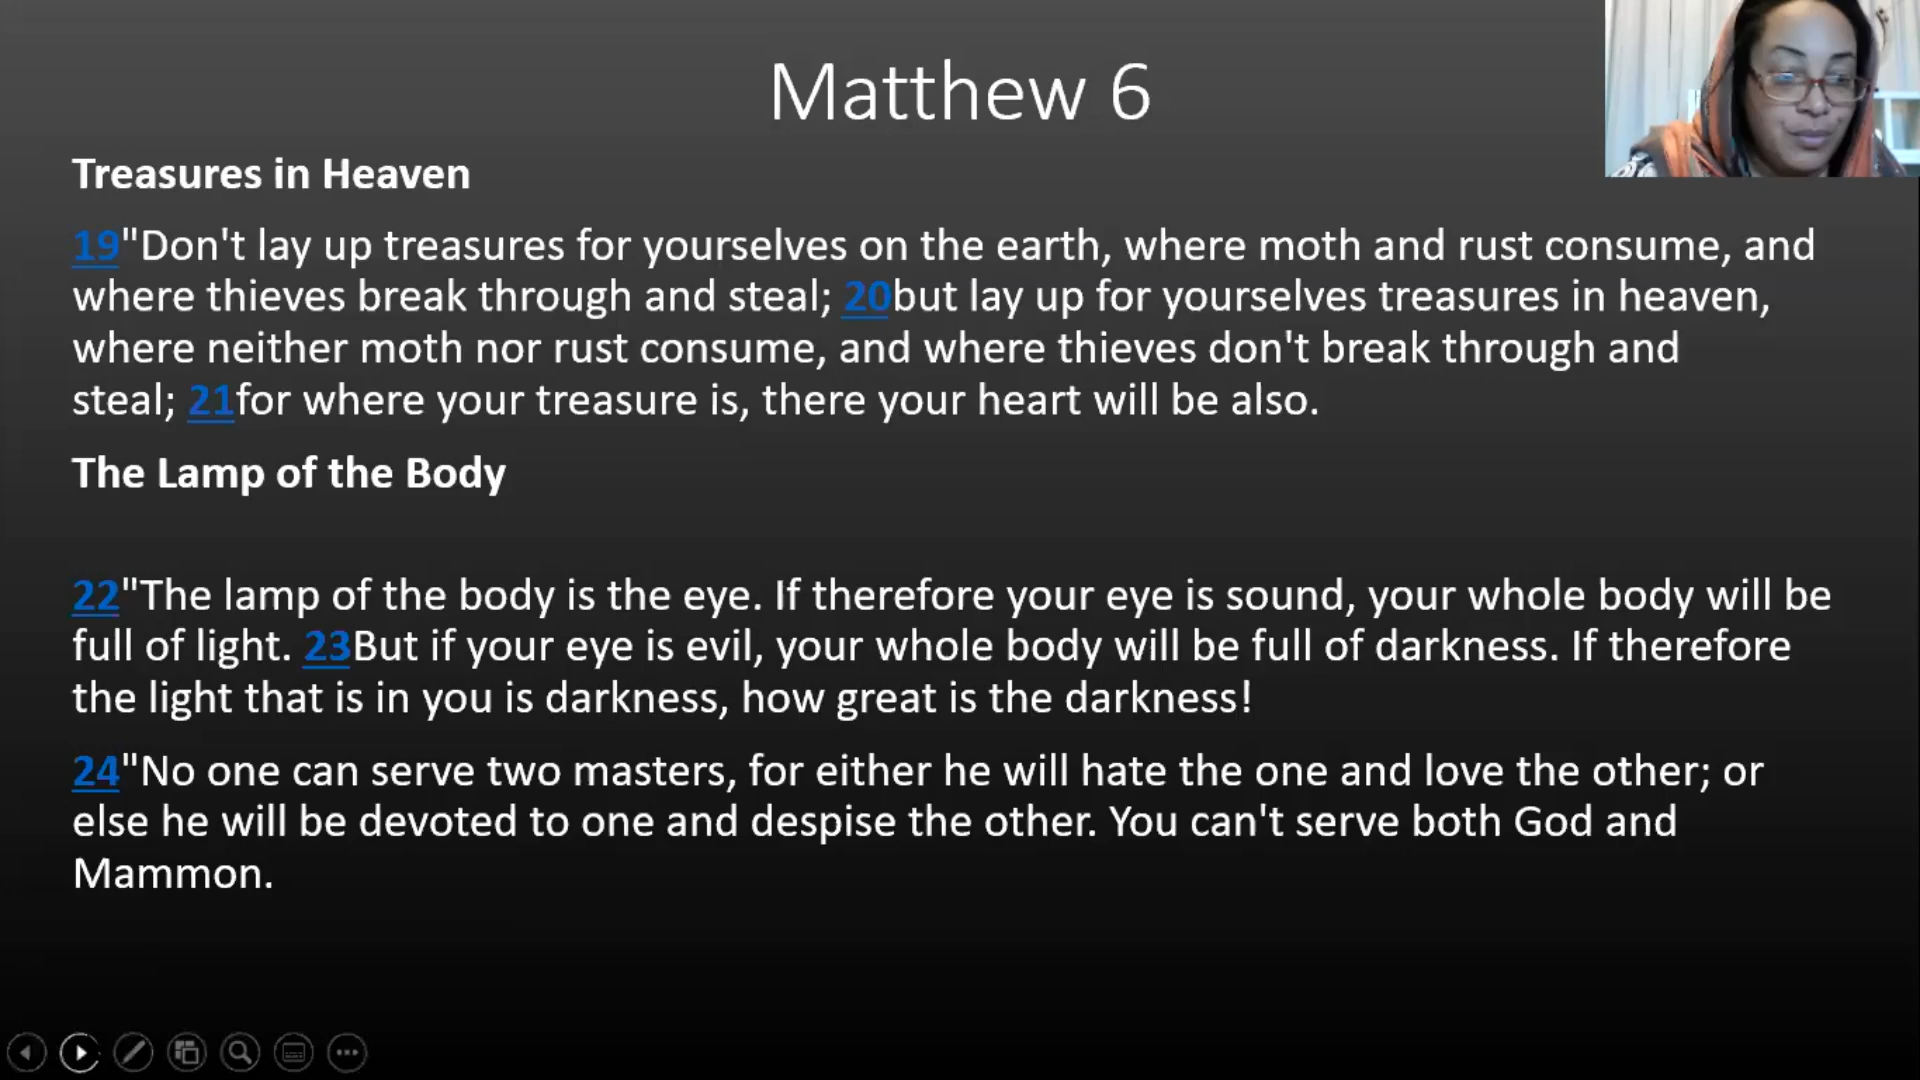 Matthew 6
Treasures in Heaven
19"Don't lay up treasures for yourselves on the earth, where moth and rust consume, and
where thieves break through and steal; 20but lay up for yourselves treasures in heaven,
where neither moth nor rust consume, and where thieves don't break through and
steal; 21for where your treasure is, there your heart will be also.
The Lamp of the Body
22"The lamp of the body is the eye. If therefore your eye is sound, your whole body will be
full of light. 23But if your eye is evil, your whole body will be full of darkness. If therefore
the light that is in you is darkness, how great is the darkness!
24"No one can serve two masters, for either he will hate the one and love the other; or
else he will be devoted to one and despise the other. You can't serve both God and
Mammon.